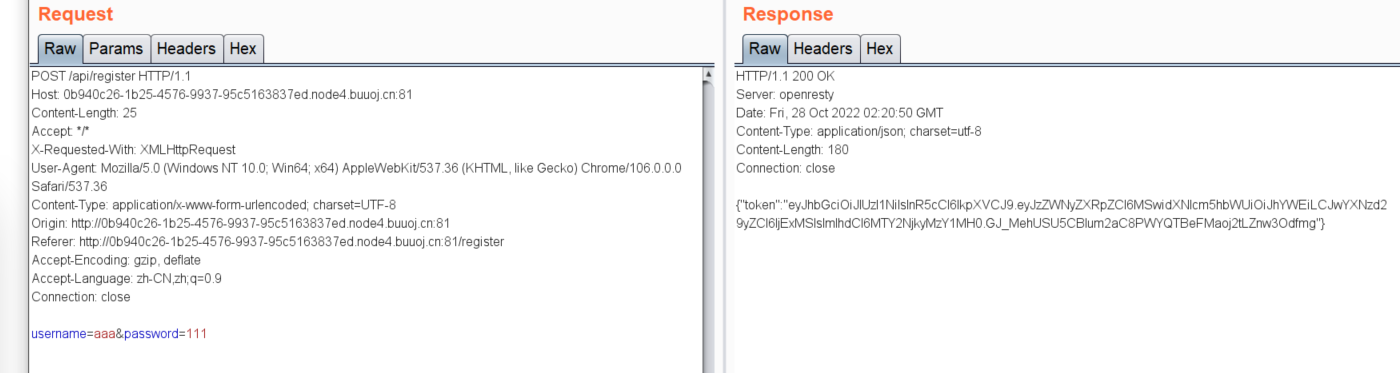 Request
Raw Params Headers Hex
POST /api/register HTTP/1.1
Host: 0b940c26-1b25-4576-9937-95c5163837ed.node4.buuoj.cn:81
Content-Length: 25
Accept: */*
X-Requested-With: XMLHttpRequest
User-Agent: Mozilla/5.0 (Windows NT 10.0; Win64; x64) AppleWebKit/537.36 (KHTML, like Gecko) Chrome/106.0.0.0
Safari/537.36
Content-Type: application/x-www-form-urlencoded; charset=UTF-8
Origin: http://0b940c26-1b25-4576-9937-95c5163837ed.node4.buuoj.cn:81
Referer: http://0b940c26-1b25-4576-9937-95c5163837ed.node4.buuoj.cn:81/register
Accept-Encoding: gzip, deflate
Accept-Language: zh-CN,zh;q=0.9
Connection: close
username=aaa&password=111
Response
Raw Headers Hex
HTTP/1.1 200 OK
Server: openresty
Date: Fri, 28 Oct 2022 02:20:50 GMT
Content-Type: application/json; charset=utf-8
Content-Length: 180
Connection: close
{"token":"eyJhbGciOiJIUzI1NiIsInR5cCI6IkpXVCJ9.eyJzZWNyZXRpZCI6MSwidXNlcm5hbWUiOiJhYWEiLCJwYXNzd2
9yZCI6IjExMSIsImlhdCI6MTY2NjkyMzY1MH0.GJ_MehUSU5CBlum2aC8PWYQTBeFMaoj2tLZnw3Odfmg"}